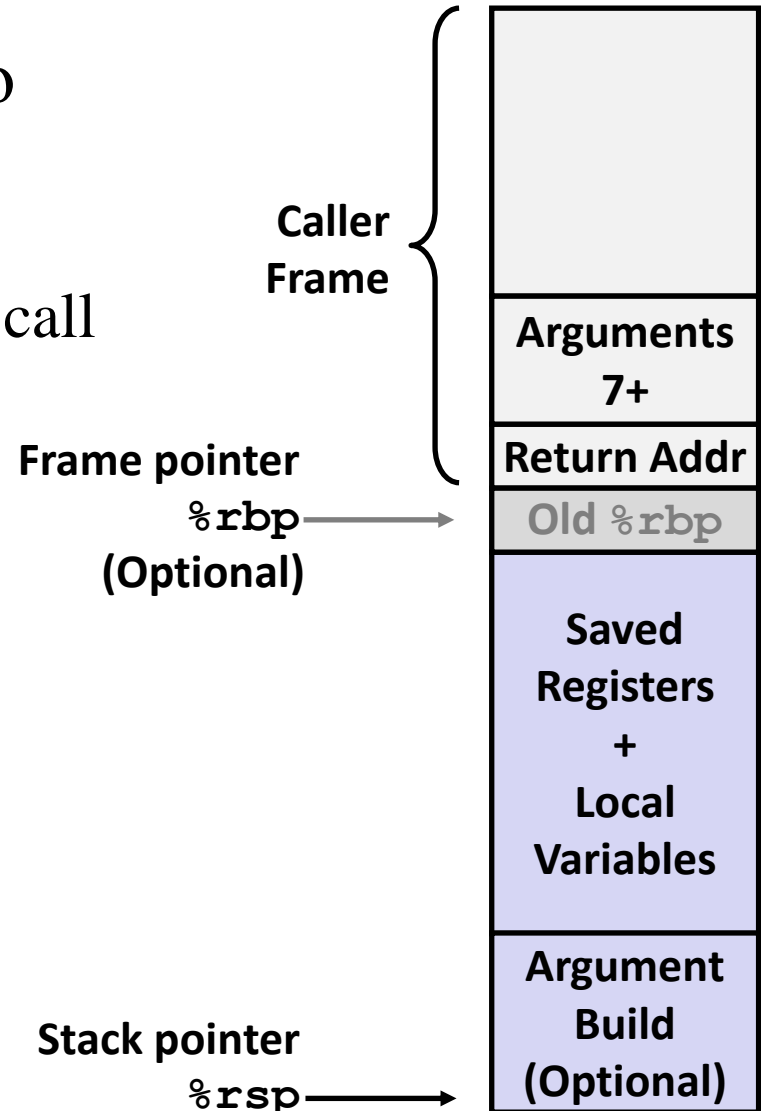 o
Caller
Frame
call
Arguments
7+
Return Addr
Frame pointer
%rbp
(Optional)
Old %rbp
Saved
Registers
+
Local
Variables
Argument
Build
(Optional)
Stack pointer
%rsp